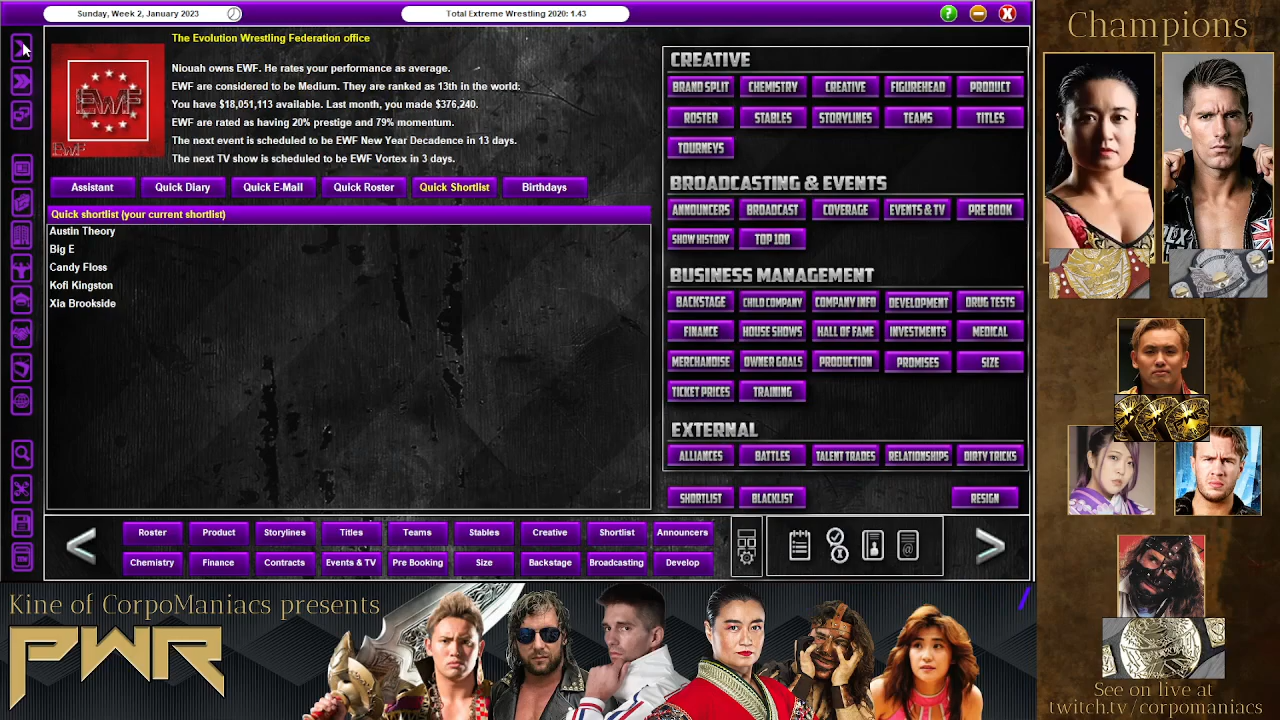 Sunday, Week 2, January 2023
Total Extreme Wrestling 2020: 1.43
The Evolution Wrestling Federation office
Niouah owns EWF. He rates your performance as average.
EWF are considered to be Medium. They are ranked as 13th in the world.
You have $18,051,113 available. Last month, you made $376,240.
EWF are rated as having 20% prestige and 79% momentum.
The next event is scheduled to be EWF New Year Decadence in 13 days.
The next TV show is scheduled to be EWF Vortex in 3 days.
EWF
EWF
Assistant Quick Diary Quick E-Mail Quick Roster Quick Shortlist Birthdays
Quick shortlist (your current shortlist)
Austin Theory
Big E
Candy Floss
Kofi Kingston
Xia Brookside
CREATIVE
BRAND SPLIT CHEMISTRY CREATIVE FIGUREHEAD PRODUCT
ROSTER STABLES STORYLINES TEAMS TITLES
TOURNEYS
BROADCASTING & EVENTS
ANNOUNCERS BROADCAST COVERAGE EVENTS & TV PRE BOOK
SHOW HISTORY TOP 100
BUSINESS MANAGEMENT
BACKSTAGE CHILD COMPANY COMPANY INFO DEVELOPMENT DRUG TESTS
FINANCE HOUSE SHOWS HALL OF FAME INVESTMENTS MEDICAL
MERCHANDISE OWNER GOALS PRODUCTION PROMISES SIZE
TICKET PRICES TRAINING
EXTERNAL
ALLIANCES BATTLES TALENT TRADES RELATIONSHIPS DIRTY TRICKS
SHORTLIST BLACKLIST RESIGN
Roster Product Storylines Titles Teams Stables Creative Shortlist Announcers
Chemistry Finance Contracts Events & TV Pre Booking Size Backstage Broadcasting Develop
Champions
Kine of CorpoManiacs presents
PWR
See on live at
twitch.tv/corpomaniacs